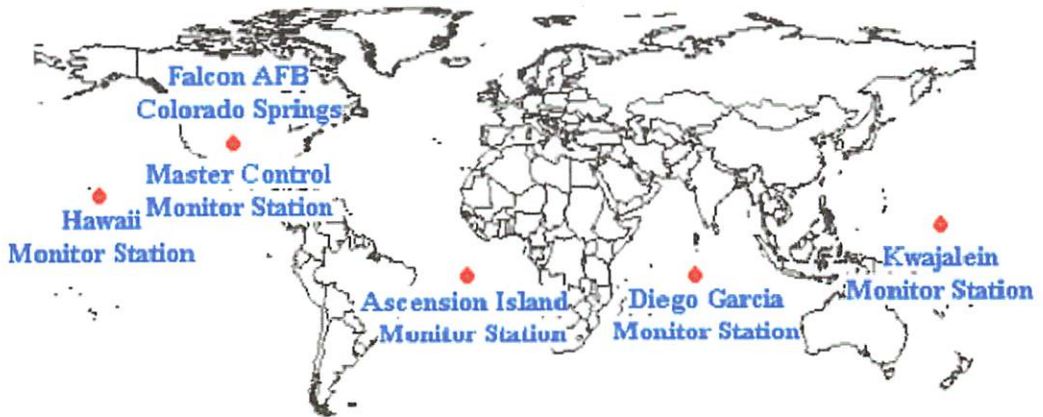 Falcon AFB
Colorado Springs
Master Control
Monitor Station
Hawaii
Monitor Station
Ascension Island
Monitor Station
Diego Garcia
Monitor Station
Kwajalein
Monitor Station